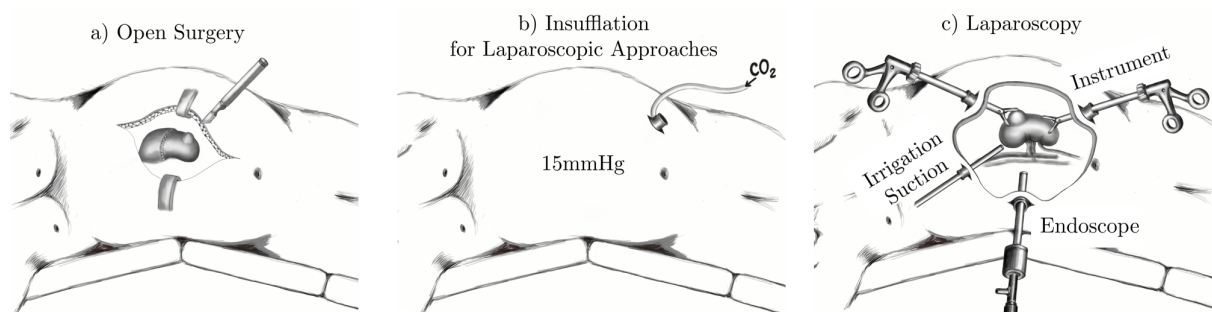 a) Open Surgery
b) Insufflation
for Laparoscopic Approaches
CO₂
15mmHg
c) Laparoscopy
Instrument
Irrigation
Suction
Endoscope